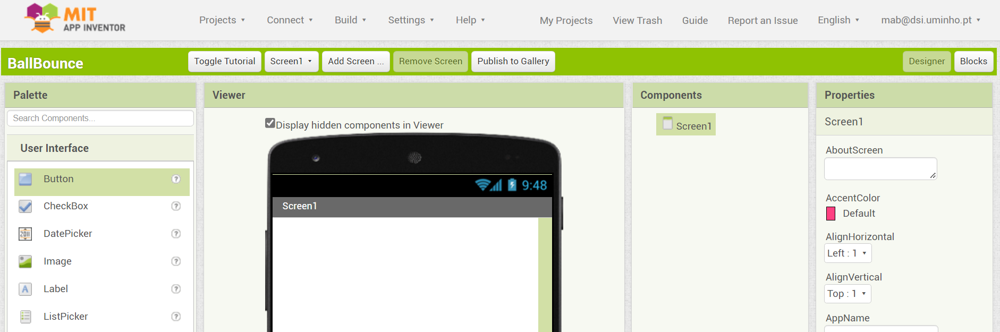 MIT
APP INVENTOR
Projects Connect Build Settings Help My Projects View Trash Guide Report an Issue English mab@dsi.uminho.pt
BallBounce Toggle Tutorial Screen1 Add Screen ... Remove Screen Publish to Gallery Designer Blocks
Palette
Search Components...
User Interface
Button ?
CheckBox ?
2011 DatePicker ?
Image ?
A Label ?
ListPicker ?
Viewer
Display hidden components in Viewer
9:48
Screen1
Components
Screen1
Properties
Screen1
AboutScreen
AccentColor
Default
AlignHorizontal
Left : 1
AlignVertical
Top : 1
AppName